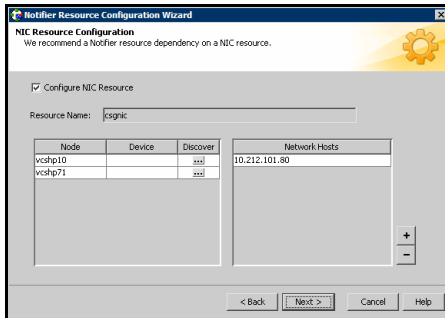 Notifier Resource Configuration Wizard
NIC Resource Configuration
We recommend a Notifier resource dependency on a NIC resource.
Configure NIC Resource
Resource Name: csgnic
Node Device Discover Network Hosts
vcshp10 ... 10.212.101.80
vcshp71 ...
+
-
< Back Next > Cancel Help